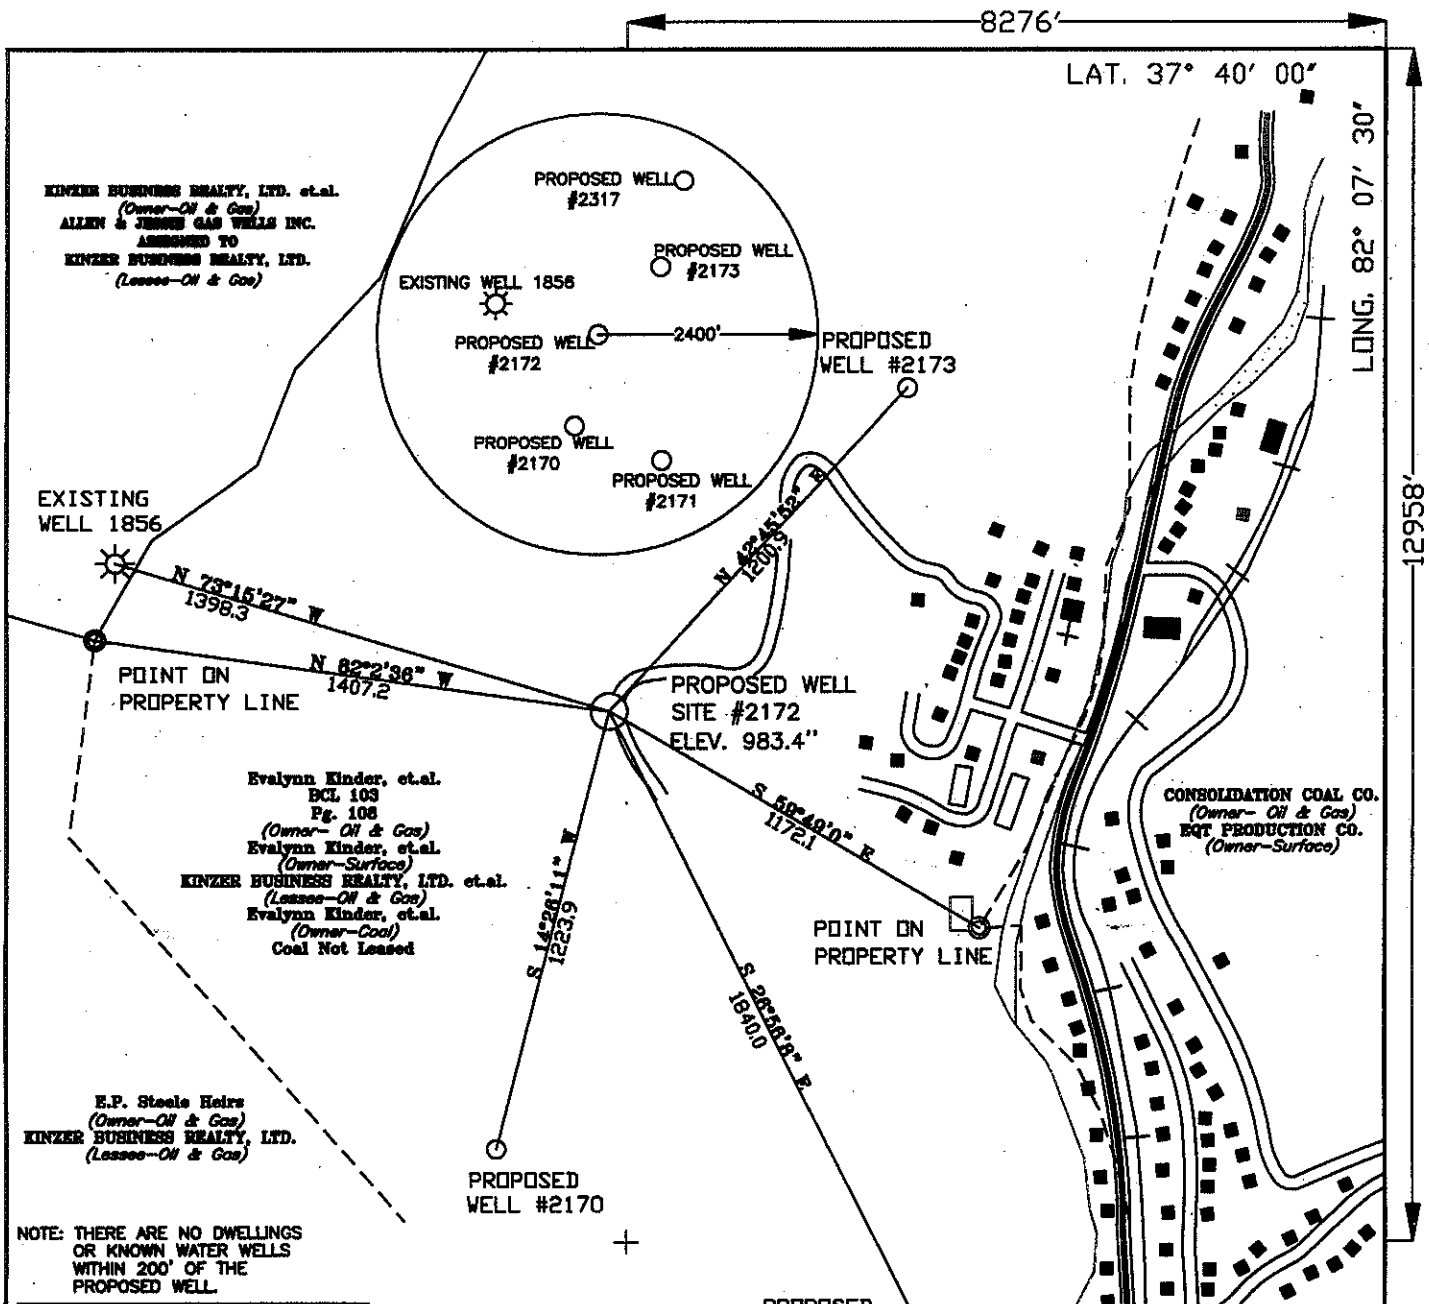 8276'
LAT. 37° 40' 00"
LONG. 82° 07' 30"
12958'
KINZER BUSINESS REALTY, LTD. et.al.
(Owner-Oil & Gas)
ALLEN & JESSIE GAS WELLS INC.
ASSIGNED TO
KINZER BUSINESS REALTY, LTD.
(Lessee-Oil & Gas)
PROPOSED WELL
#2317
PROPOSED WELL
#2173
EXISTING WELL 1856
PROPOSED WELL
#2172
2400'
PROPOSED WELL
#2170
PROPOSED WELL
#2171
PROPOSED
WELL #2173
EXISTING
WELL 1856
N 73°15'27" W
1398.3
N 42°45'52" E
1200.9
N 82°2'36" W
1407.2
POINT ON
PROPERTY LINE
PROPOSED WELL
SITE #2172
ELEV. 983.4"
Evalynn Kinder, et.al.
BCL 103
Pg. 108
(Owner- Oil & Gas)
Evalynn Kinder, et.al.
(Owner-Surface)
KINZER BUSINESS REALTY, LTD. et.al.
(Lessee-Oil & Gas)
Evalynn Kinder, et.al.
(Owner-Coal)
Coal Not Leased
S 59°49'0" E
1172.1
CONSOLIDATION COAL CO.
(Owner- Oil & Gas)
EQT PRODUCTION CO.
(Owner-Surface)
S 14°26'11" W
1223.9
POINT ON
PROPERTY LINE
S 26°56'8" E
1840.0
E.P. Steele Heirs
(Owner-Oil & Gas)
KINZER BUSINESS REALTY, LTD.
(Lessee-Oil & Gas)
PROPOSED
WELL #2170
NOTE: THERE ARE NO DWELLINGS
OR KNOWN WATER WELLS
WITHIN 200' OF THE
PROPOSED WELL.
PROPOSED